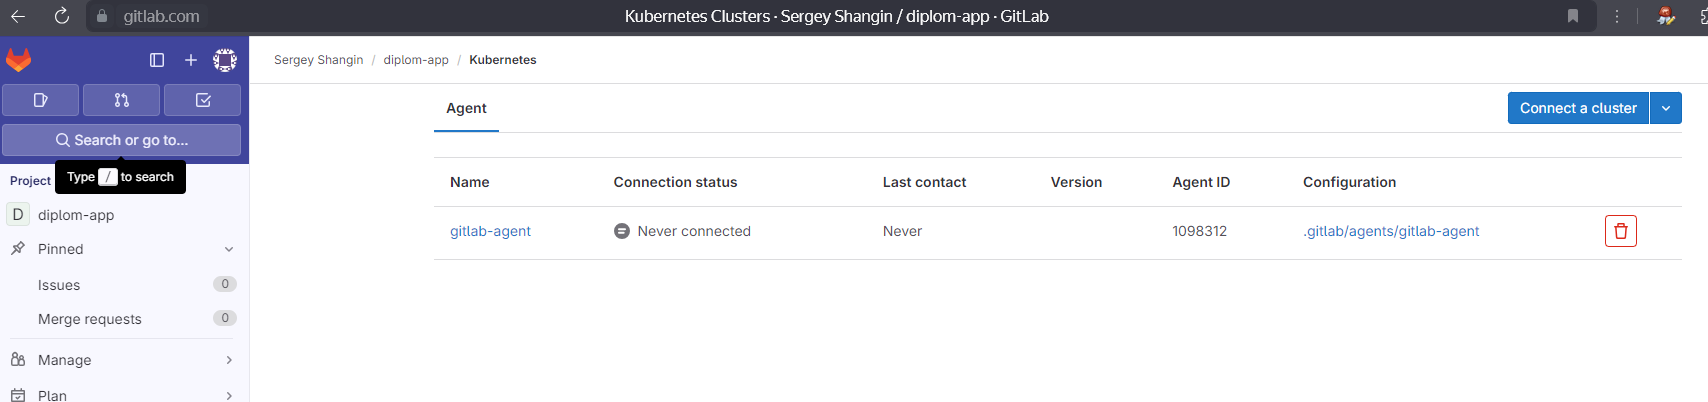 gitlab.com
Kubernetes Clusters · Sergey Shangin / diplom-app · GitLab
Sergey Shangin / diplom-app / Kubernetes
Search or go to...
Type / to search
Project
D diplom-app
Pinned
Issues 0
Merge requests 0
Manage
Plan
Agent
Connect a cluster
Name Connection status Last contact Version Agent ID Configuration
gitlab-agent Never connected Never 1098312 .gitlab/agents/gitlab-agent